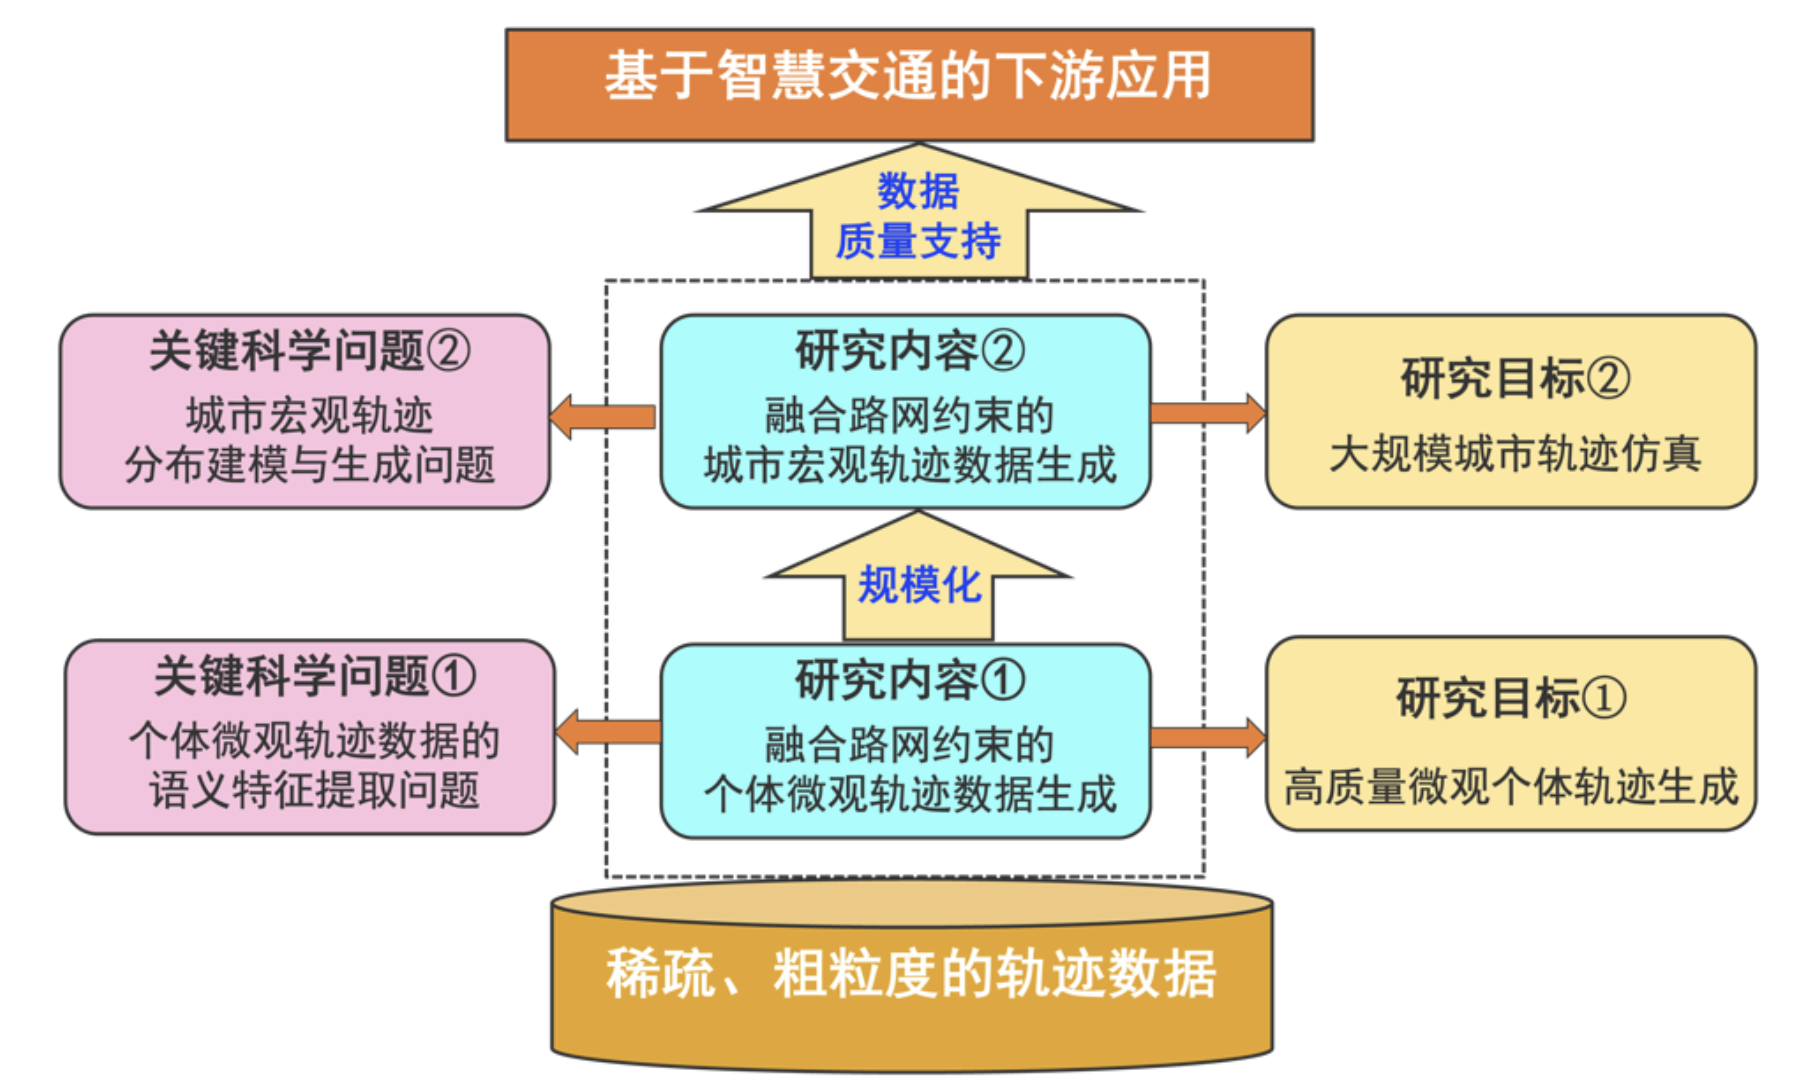 基于智慧交通的下游应用
数据
质量支持
关键科学问题②
城市宏观轨迹
分布建模与生成问题
研究内容②
融合路网约束的
城市宏观轨迹数据生成
研究目标②
大规模城市轨迹仿真
规模化
关键科学问题①
个体微观轨迹数据的
语义特征提取问题
研究内容①
融合路网约束的
个体微观轨迹数据生成
研究目标①
高质量微观个体轨迹生成
稀疏、粗粒度的轨迹数据